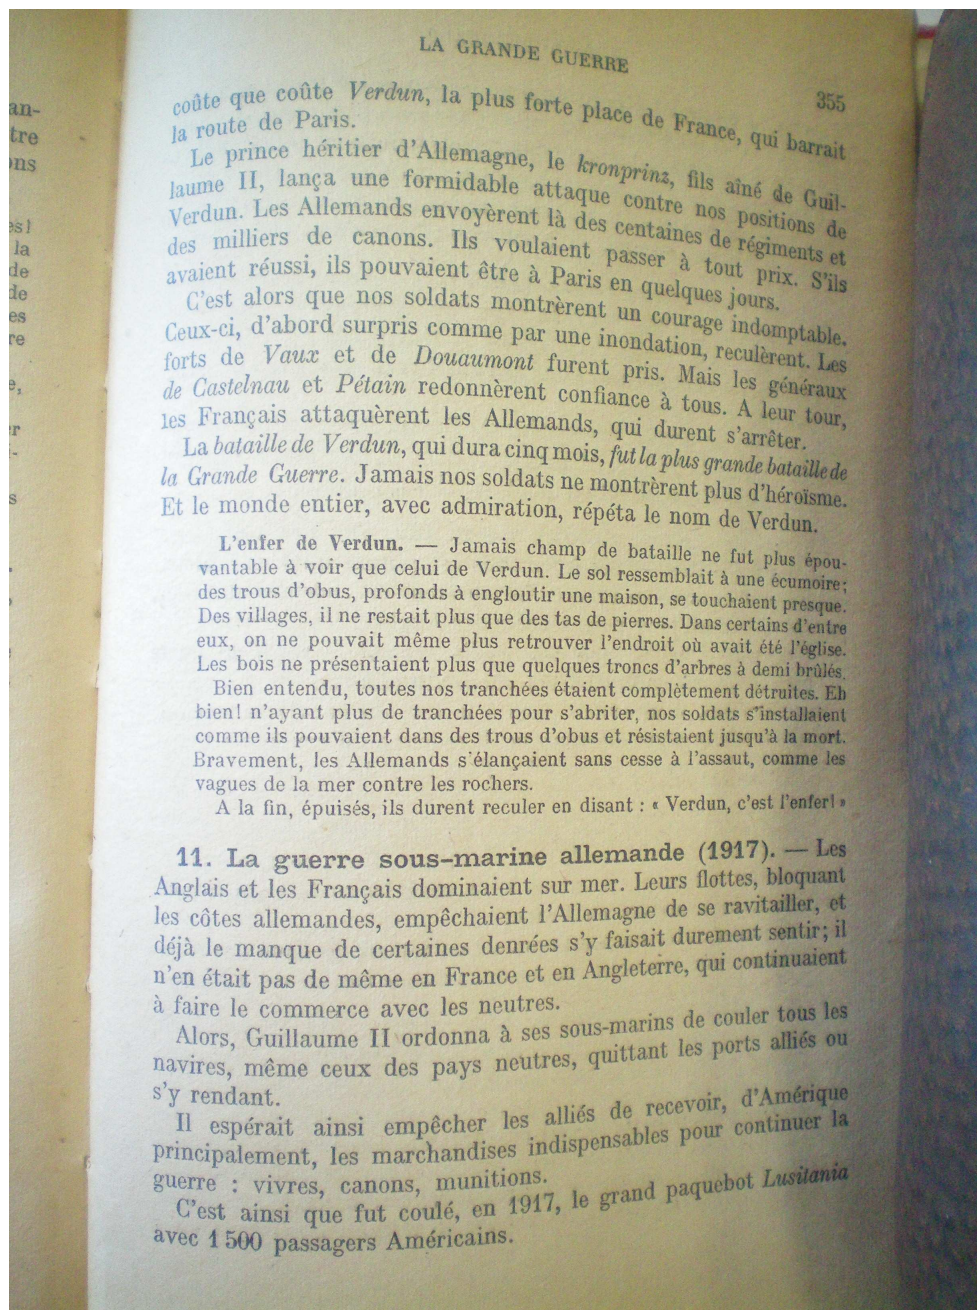 LA GRANDE GUERRE
355
coûte que coûte Verdun, la plus forte place de France, qui barrait
la route de Paris.
Le prince héritier d'Allemagne, le kronprinz, fils aîné de Guil-
laume II, lança une formidable attaque contre nos positions de
Verdun. Les Allemands envoyèrent là des centaines de régiments et
des milliers de canons. Ils voulaient passer à tout prix. S'ils
avaient réussi, ils pouvaient être à Paris en quelques jours.
C'est alors que nos soldats montrèrent un courage indomptable.
Ceux-ci, d'abord surpris comme par une inondation, reculèrent. Les
forts de Vaux et de Douaumont furent pris. Mais les généraux
de Castelnau et Pétain redonnèrent confiance à tous. A leur tour,
les Français attaquèrent les Allemands, qui durent s'arrêter.
La bataille de Verdun, qui dura cinq mois, fut la plus grande bataille de
la Grande Guerre. Jamais nos soldats ne montrèrent plus d'héroïsme.
Et le monde entier, avec admiration, répéta le nom de Verdun.
L'enfer de Verdun. — Jamais champ de bataille ne fut plus épou-
vantable à voir que celui de Verdun. Le sol ressemblait à une écumoire;
des trous d'obus, profonds à engloutir une maison, se touchaient presque.
Des villages, il ne restait plus que des tas de pierres. Dans certains d'entre
eux, on ne pouvait même plus retrouver l'endroit où avait été l'église.
Les bois ne présentaient plus que quelques troncs d'arbres à demi brûlés.
Bien entendu, toutes nos tranchées étaient complètement détruites. Eh
bien! n'ayant plus de tranchées pour s'abriter, nos soldats s'installaient
comme ils pouvaient dans des trous d'obus et résistaient jusqu'à la mort.
Bravement, les Allemands s'élançaient sans cesse à l'assaut, comme les
vagues de la mer contre les rochers.
A la fin, épuisés, ils durent reculer en disant : « Verdun, c'est l'enfer! »
11. La guerre sous-marine allemande (1917). — Les
Anglais et les Français dominaient sur mer. Leurs flottes, bloquant
les côtes allemandes, empêchaient l'Allemagne de se ravitailler, et
déjà le manque de certaines denrées s'y faisait durement sentir; il
n'en était pas de même en France et en Angleterre, qui continuaient
à faire le commerce avec les neutres.
Alors, Guillaume II ordonna à ses sous-marins de couler tous les
navires, même ceux des pays neutres, quittant les ports alliés ou
s'y rendant.
Il espérait ainsi empêcher les alliés de recevoir, d'Amérique
principalement, les marchandises indispensables pour continuer la
guerre : vivres, canons, munitions.
C'est ainsi que fut coulé, en 1917, le grand paquebot Lusitania
avec 1 500 passagers Américains.